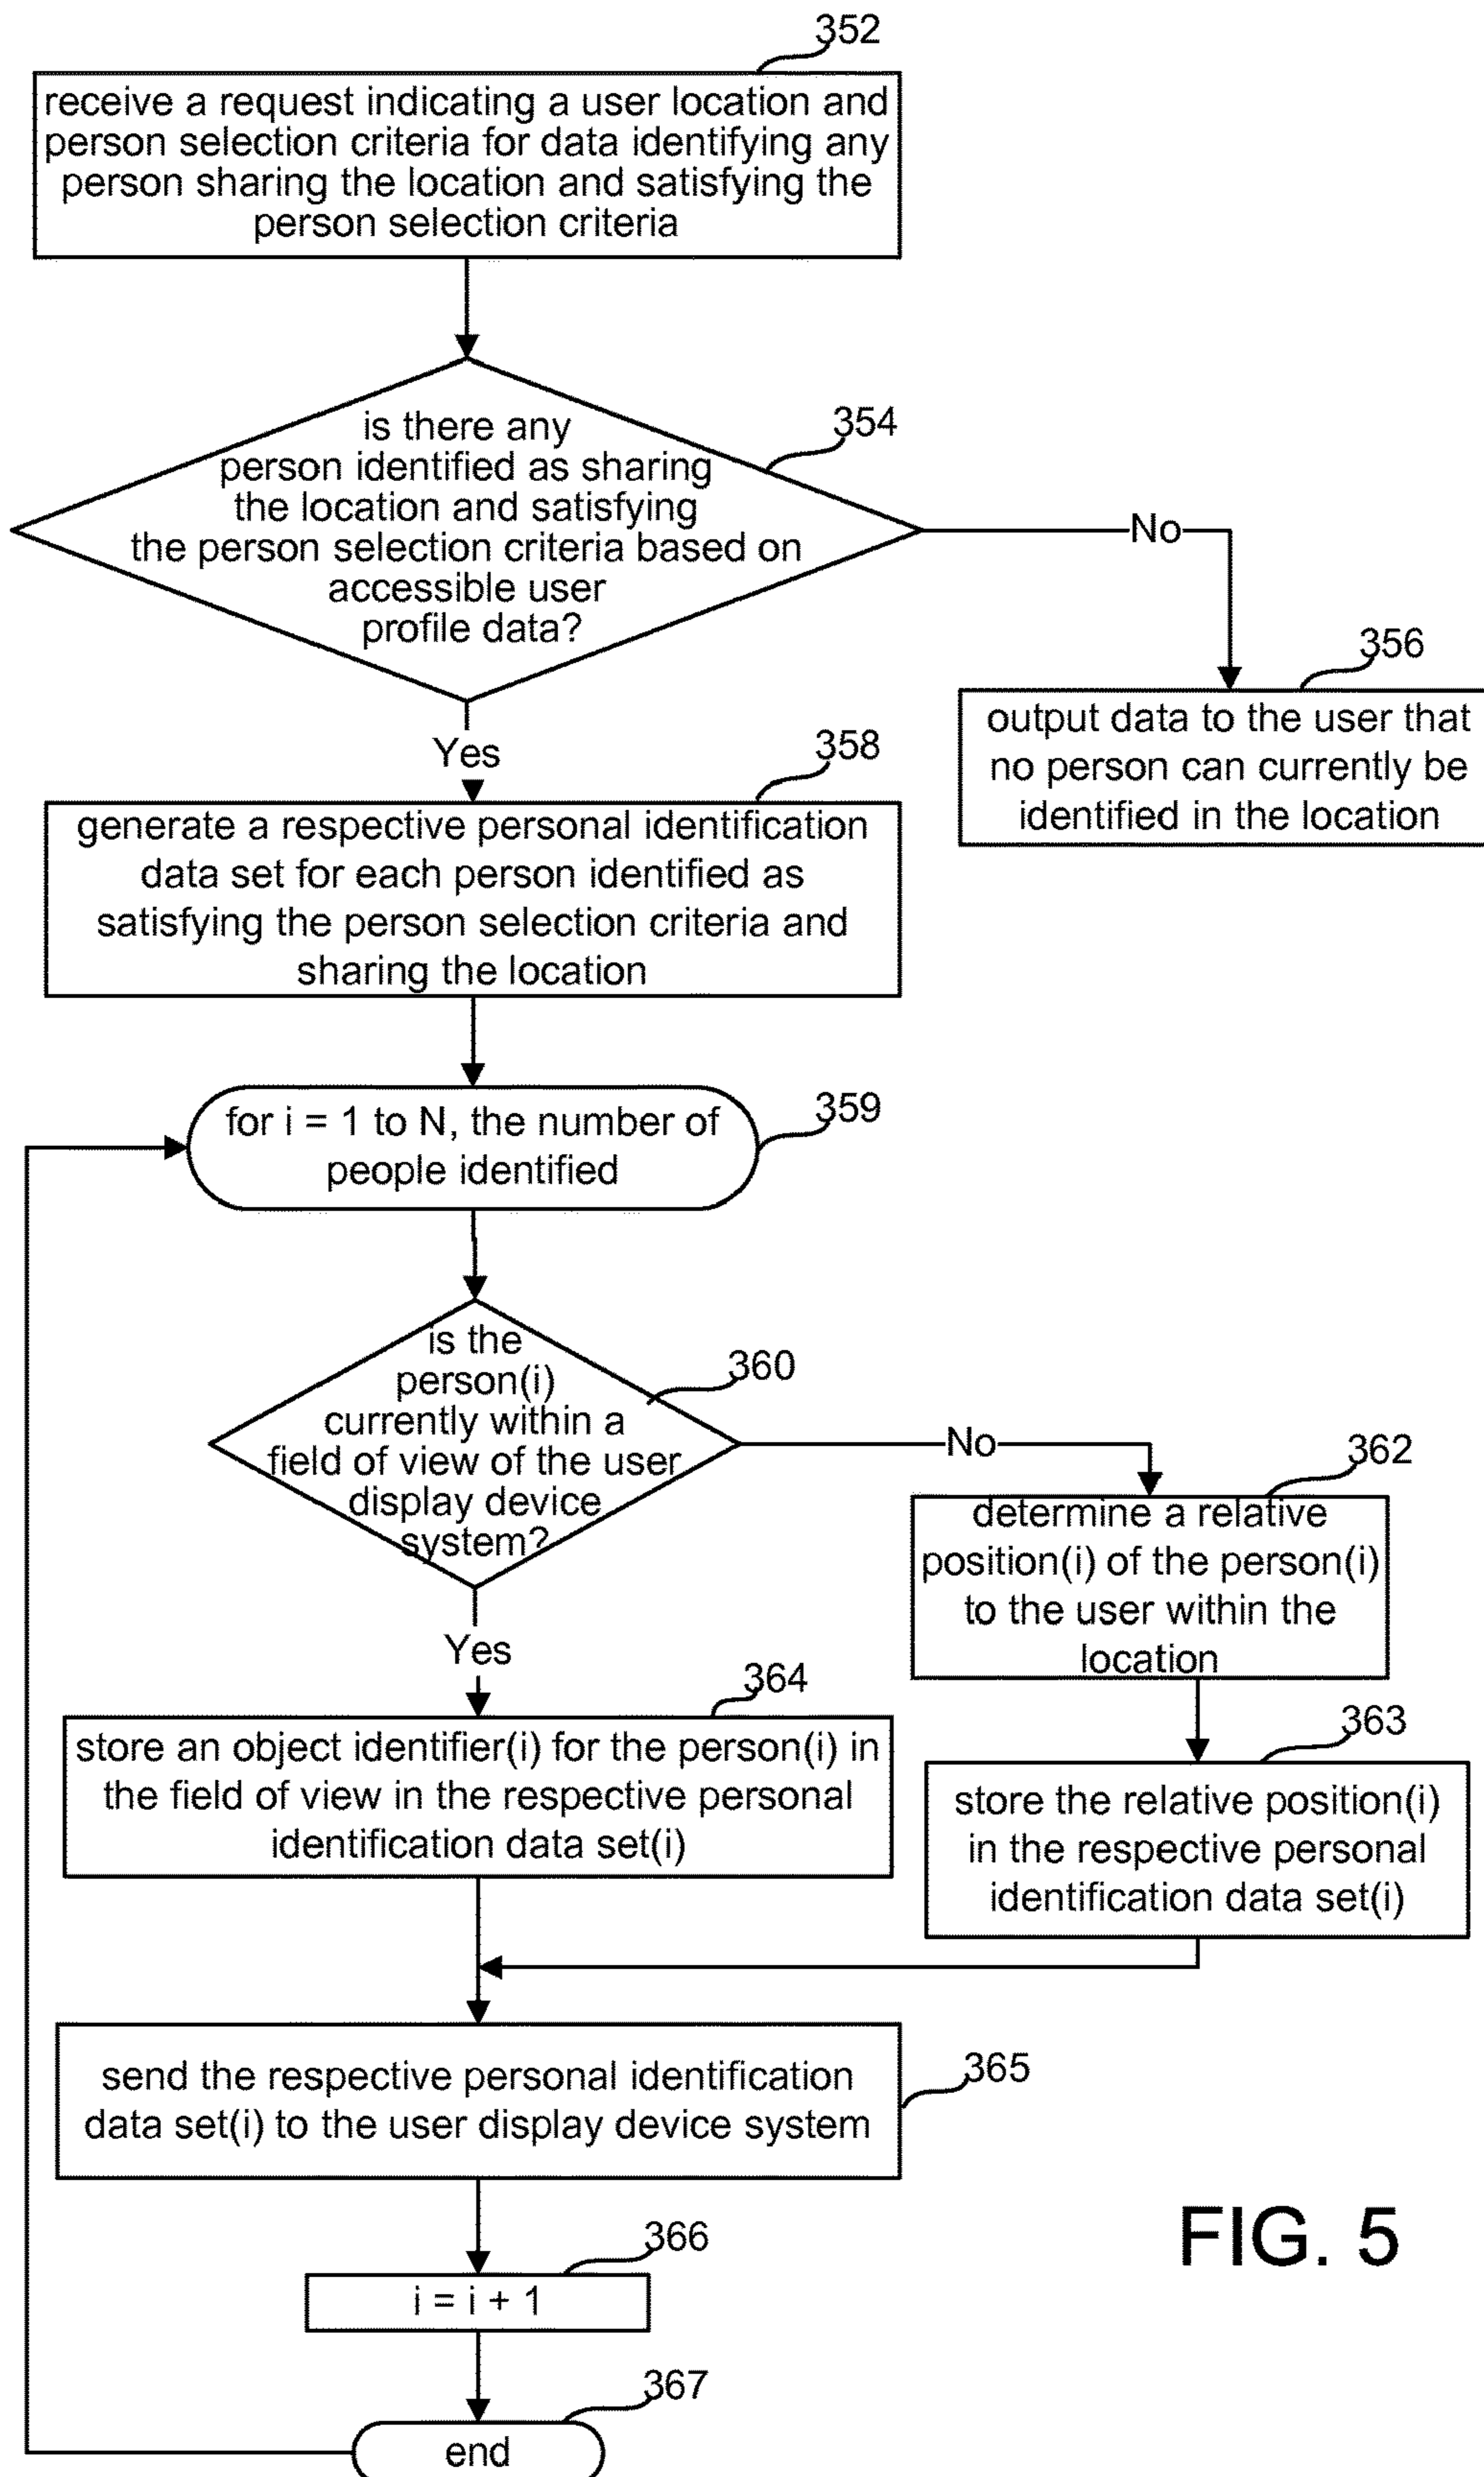 352
receive a request indicating a user location and
person selection criteria for data identifying any
person sharing the location and satisfying the
person selection criteria
354
is there any
person identified as sharing
the location and satisfying
the person selection criteria based on
accessible user
profile data?
No
356
output data to the user that
no person can currently be
identified in the location
Yes
358
generate a respective personal identification
data set for each person identified as
satisfying the person selection criteria and
sharing the location
359
for i = 1 to N, the number of
people identified
360
is the
person(i)
currently within a
field of view of the user
display device
system?
No
362
determine a relative
position(i) of the person(i)
to the user within the
location
363
store the relative position(i)
in the respective personal
identification data set(i)
Yes
364
store an object identifier(i) for the person(i) in
the field of view in the respective personal
identification data set(i)
365
send the respective personal identification
data set(i) to the user display device system
366
i = i + 1
367
end
FIG. 5